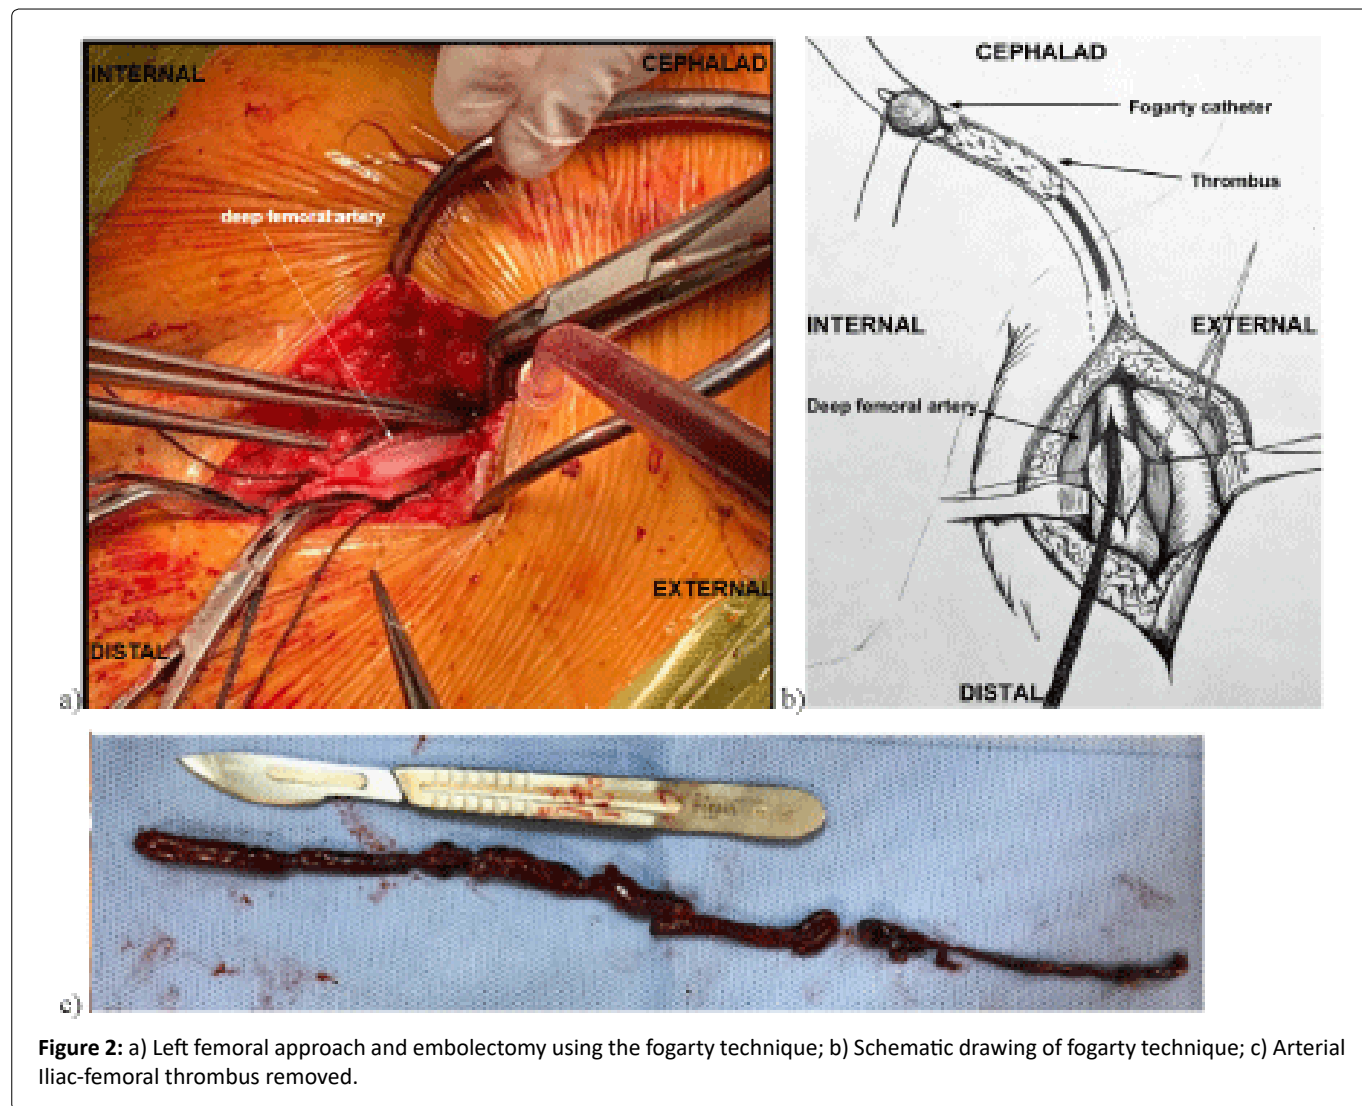 INTERNAL
CEPHALAD
deep femoral artery
EXTERNAL
DISTAL
a)
CEPHALAD
Fogarty catheter
Thrombus
INTERNAL
EXTERNAL
Deep femoral artery
DISTAL
b)
c)
Figure 2: a) Left femoral approach and embolectomy using the fogarty technique; b) Schematic drawing of fogarty technique; c) Arterial
Iliac-femoral thrombus removed.